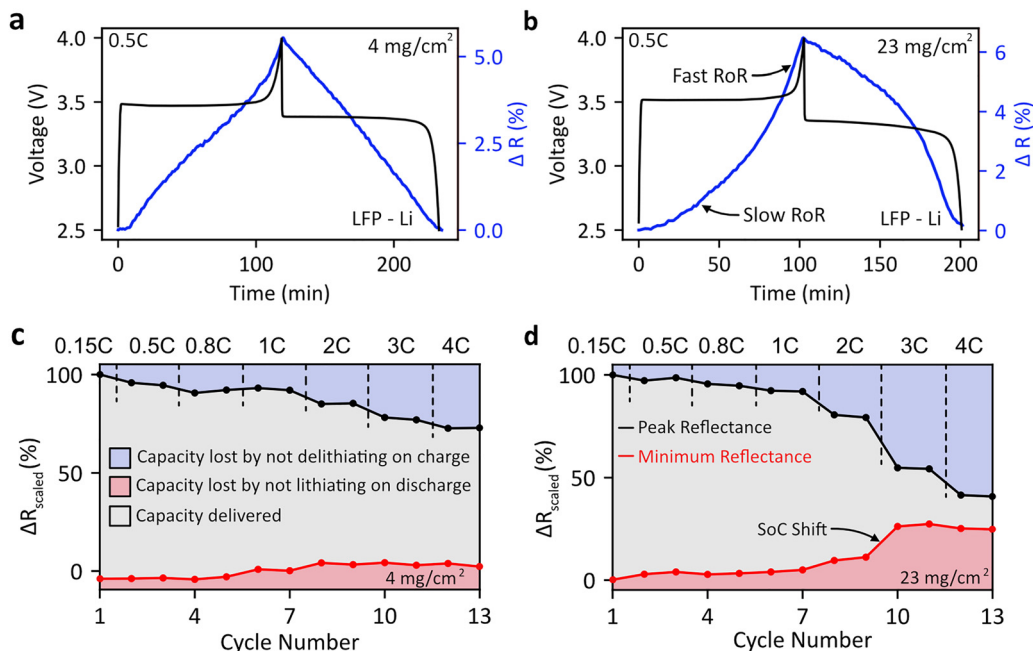 a
0.5C
4 mg/cm²
LFP - Li
4.0
3.5
3.0
2.5
Voltage (V)
5.0
2.5
0.0
Δ R (%)
0
100
200
Time (min)
b
0.5C
23 mg/cm²
Fast RoR
Slow RoR
LFP - Li
4.0
3.5
3.0
2.5
Voltage (V)
6
4
2
0
Δ R (%)
0
50
100
150
200
Time (min)
c
0.15C 0.5C 0.8C 1C 2C 3C 4C
100
50
0
ΔRscaled(%)
Capacity lost by not delithiating on charge
Capacity lost by not lithiating on discharge
Capacity delivered
4 mg/cm²
1 4 7 10 13
Cycle Number
d
0.15C 0.5C 0.8C 1C 2C 3C 4C
100
50
0
ΔRscaled(%)
Peak Reflectance
Minimum Reflectance
SoC Shift
23 mg/cm²
1 4 7 10 13
Cycle Number